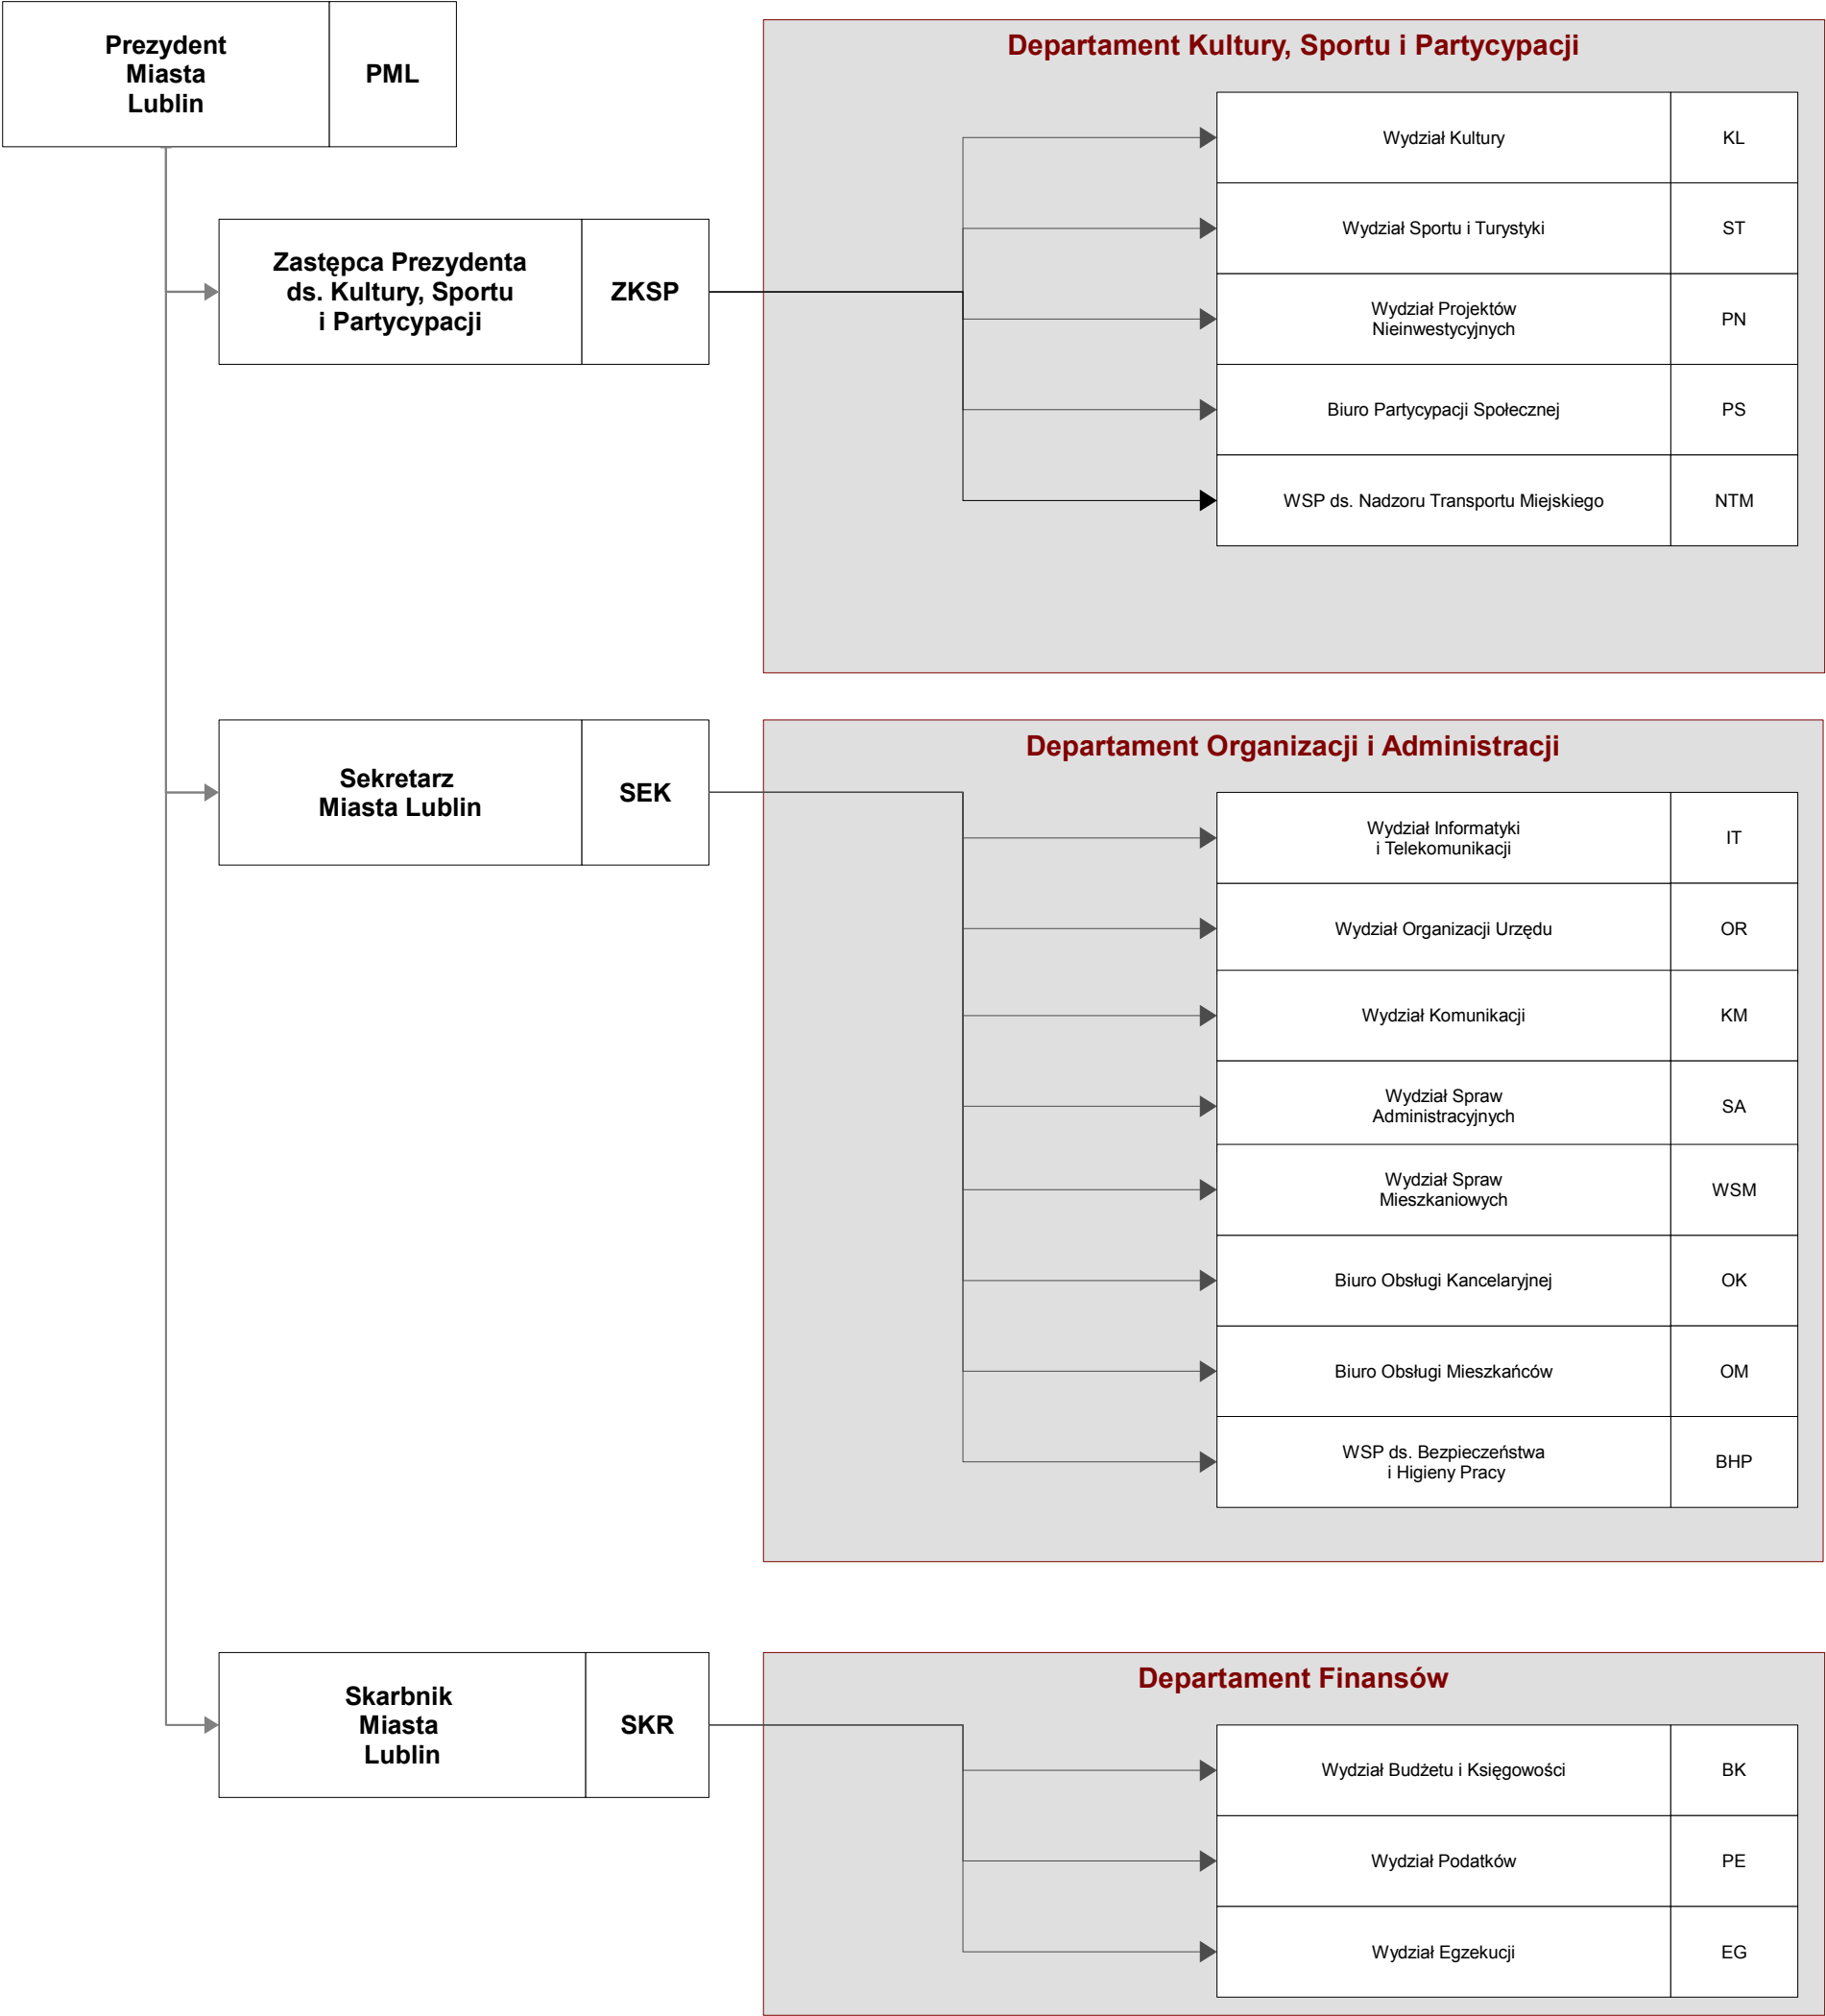 Prezydent
Miasta
Lublin
PML
Departament Kultury, Sportu i Partycypacji
Wydział Kultury
KL
Wydział Sportu i Turystyki
ST
Zastępca Prezydenta
ds. Kultury, Sportu
i Partycypacji
ZKSP
Wydział Projektów
Nieinwestycyjnych
PN
Biuro Partycypacji Społecznej
PS
WSP ds. Nadzoru Transportu Miejskiego
NTM
Sekretarz
Miasta Lublin
SEK
Departament Organizacji i Administracji
Wydział Informatyki
i Telekomunikacji
IT
Wydział Organizacji Urzędu
OR
Wydział Komunikacji
KM
Wydział Spraw
Administracyjnych
SA
Wydział Spraw
Mieszkaniowych
WSM
Biuro Obsługi Kancelaryjnej
OK
Biuro Obsługi Mieszkańców
OM
WSP ds. Bezpieczeństwa
i Higieny Pracy
BHP
Skarbnik
Miasta
Lublin
SKR
Departament Finansów
Wydział Budżetu i Księgowości
BK
Wydział Podatków
PE
Wydział Egzekucji
EG